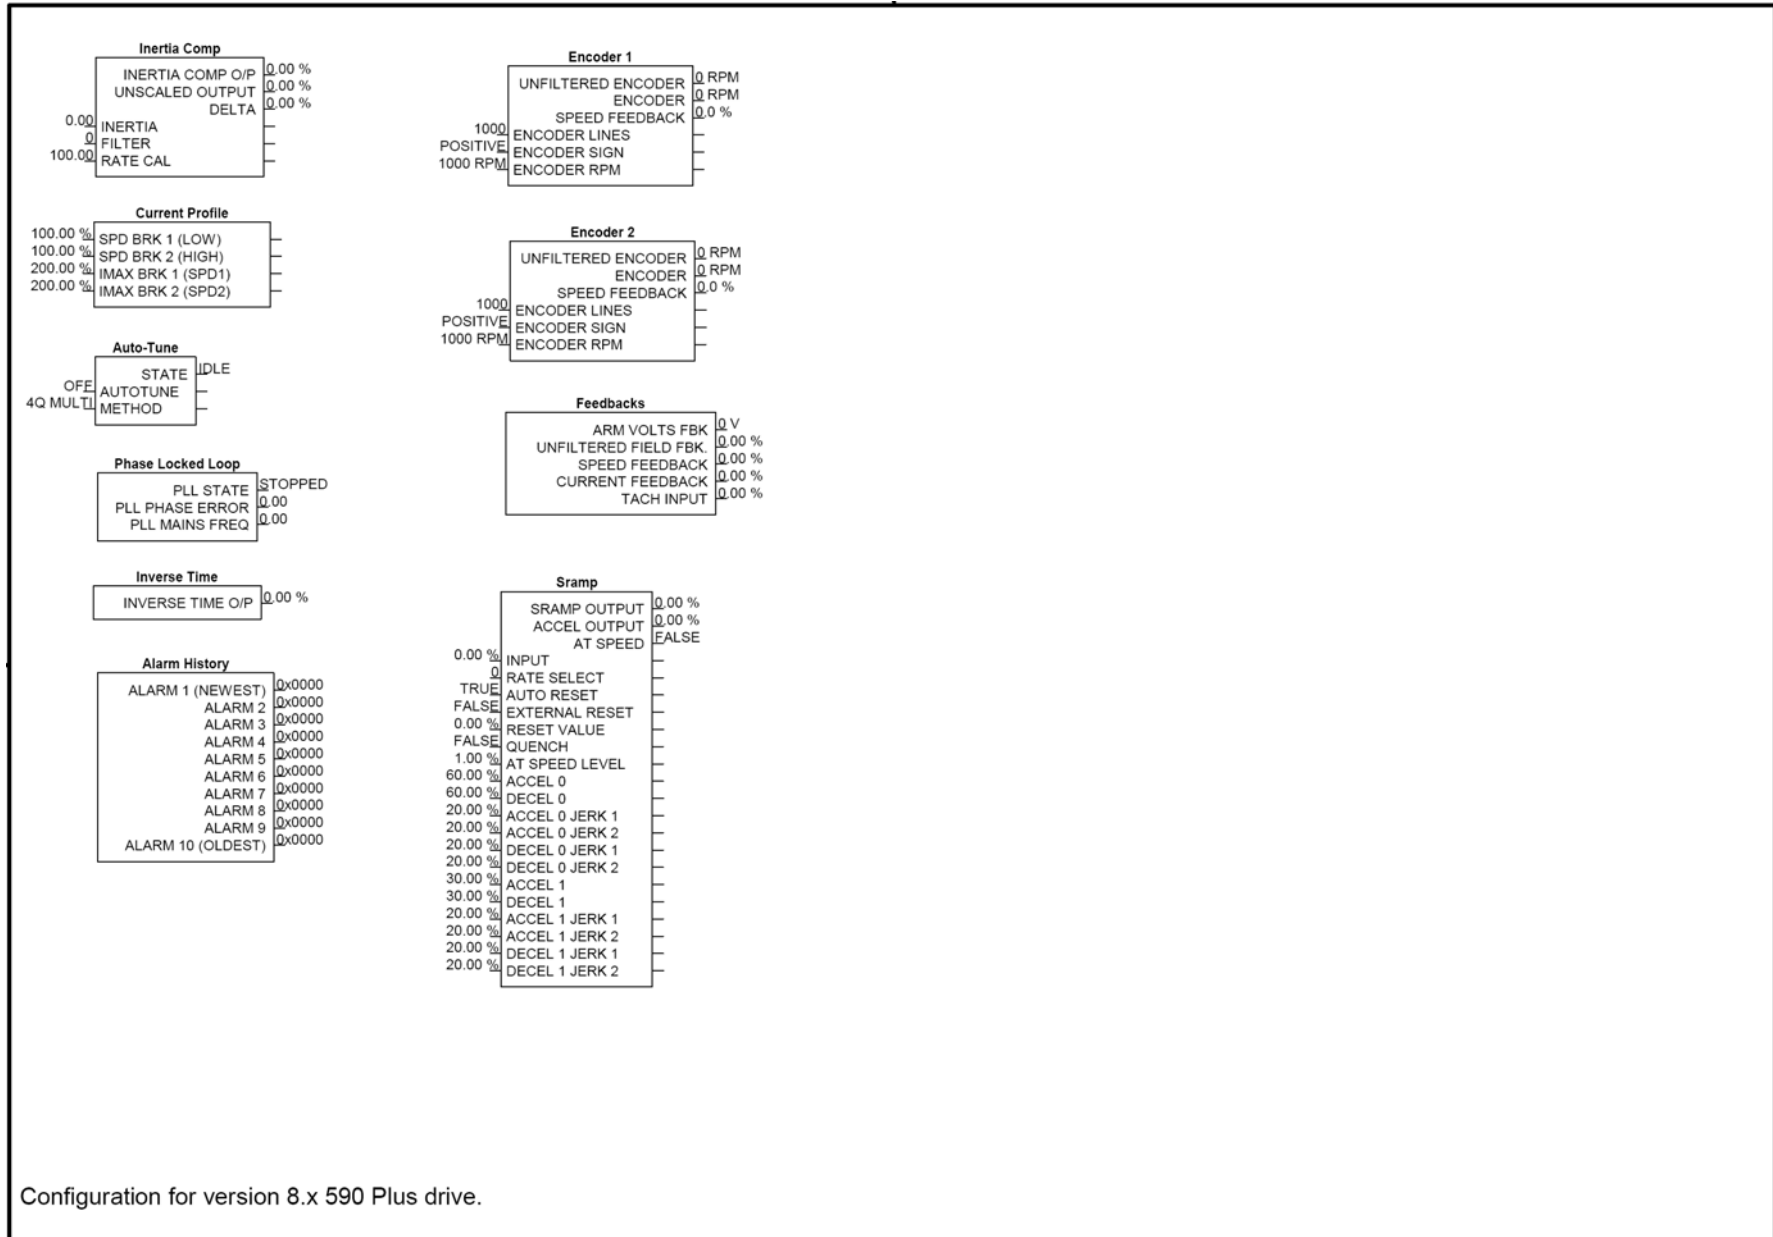 Inertia Comp
INERTIA COMP O/P 0.00 %
UNSCALED OUTPUT 0.00 %
DELTA 0.00 %
0.00 INERTIA
0 FILTER
100.00 RATE CAL
Current Profile
100.00 % SPD BRK 1 (LOW)
100.00 % SPD BRK 2 (HIGH)
200.00 % IMAX BRK 1 (SPD1)
200.00 % IMAX BRK 2 (SPD2)
Auto-Tune
STATE IDLE
OFF AUTOTUNE
4Q MULTI METHOD
Phase Locked Loop
PLL STATE STOPPED
PLL PHASE ERROR 0.00
PLL MAINS FREQ 0.00
Inverse Time
INVERSE TIME O/P 0.00 %
Alarm History
ALARM 1 (NEWEST) 0x0000
ALARM 2 0x0000
ALARM 3 0x0000
ALARM 4 0x0000
ALARM 5 0x0000
ALARM 6 0x0000
ALARM 7 0x0000
ALARM 8 0x0000
ALARM 9 0x0000
ALARM 10 (OLDEST) 0x0000
Encoder 1
UNFILTERED ENCODER 0 RPM
ENCODER 0 RPM
SPEED FEEDBACK 0.0 %
1000 ENCODER LINES
POSITIVE ENCODER SIGN
1000 RPM ENCODER RPM
Encoder 2
UNFILTERED ENCODER 0 RPM
ENCODER 0 RPM
SPEED FEEDBACK 0.0 %
1000 ENCODER LINES
POSITIVE ENCODER SIGN
1000 RPM ENCODER RPM
Feedbacks
ARM VOLTS FBK 0 V
UNFILTERED FIELD FBK. 0.00 %
SPEED FEEDBACK 0.00 %
CURRENT FEEDBACK 0.00 %
TACH INPUT 0.00 %
Sramp
SRAMP OUTPUT 0.00 %
ACCEL OUTPUT 0.00 %
AT SPEED FALSE
0.00 % INPUT
0 RATE SELECT
TRUE AUTO RESET
FALSE EXTERNAL RESET
0.00 % RESET VALUE
FALSE QUENCH
1.00 % AT SPEED LEVEL
60.00 % ACCEL 0
60.00 % DECEL 0
20.00 % ACCEL 0 JERK 1
20.00 % ACCEL 0 JERK 2
20.00 % DECEL 0 JERK 1
20.00 % DECEL 0 JERK 2
30.00 % ACCEL 1
30.00 % DECEL 1
20.00 % ACCEL 1 JERK 1
20.00 % ACCEL 1 JERK 2
20.00 % DECEL 1 JERK 1
20.00 % DECEL 1 JERK 2
Configuration for version 8.x 590 Plus drive.